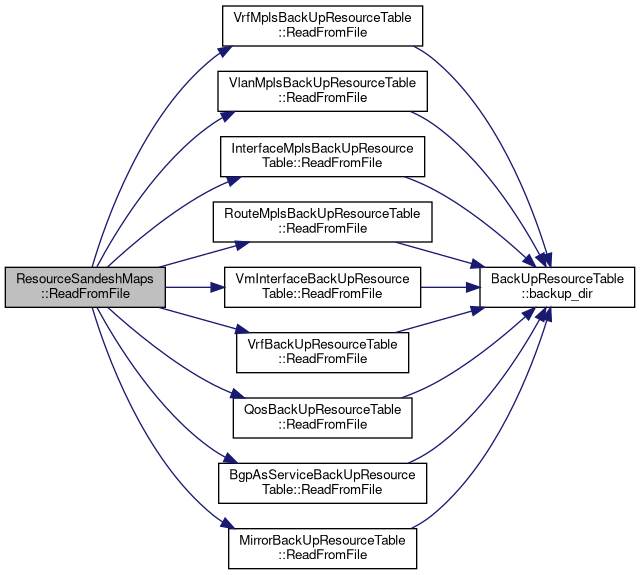 VrfMplsBackUpResourceTable
::ReadFromFile
VlanMplsBackUpResourceTable
::ReadFromFile
InterfaceMplsBackUpResource
Table::ReadFromFile
RouteMplsBackUpResourceTable
::ReadFromFile
ResourceSandeshMaps
::ReadFromFile
VmInterfaceBackUpResource
Table::ReadFromFile
BackUpResourceTable
::backup_dir
VrfBackUpResourceTable
::ReadFromFile
QosBackUpResourceTable
::ReadFromFile
BgpAsServiceBackUpResource
Table::ReadFromFile
MirrorBackUpResourceTable
::ReadFromFile